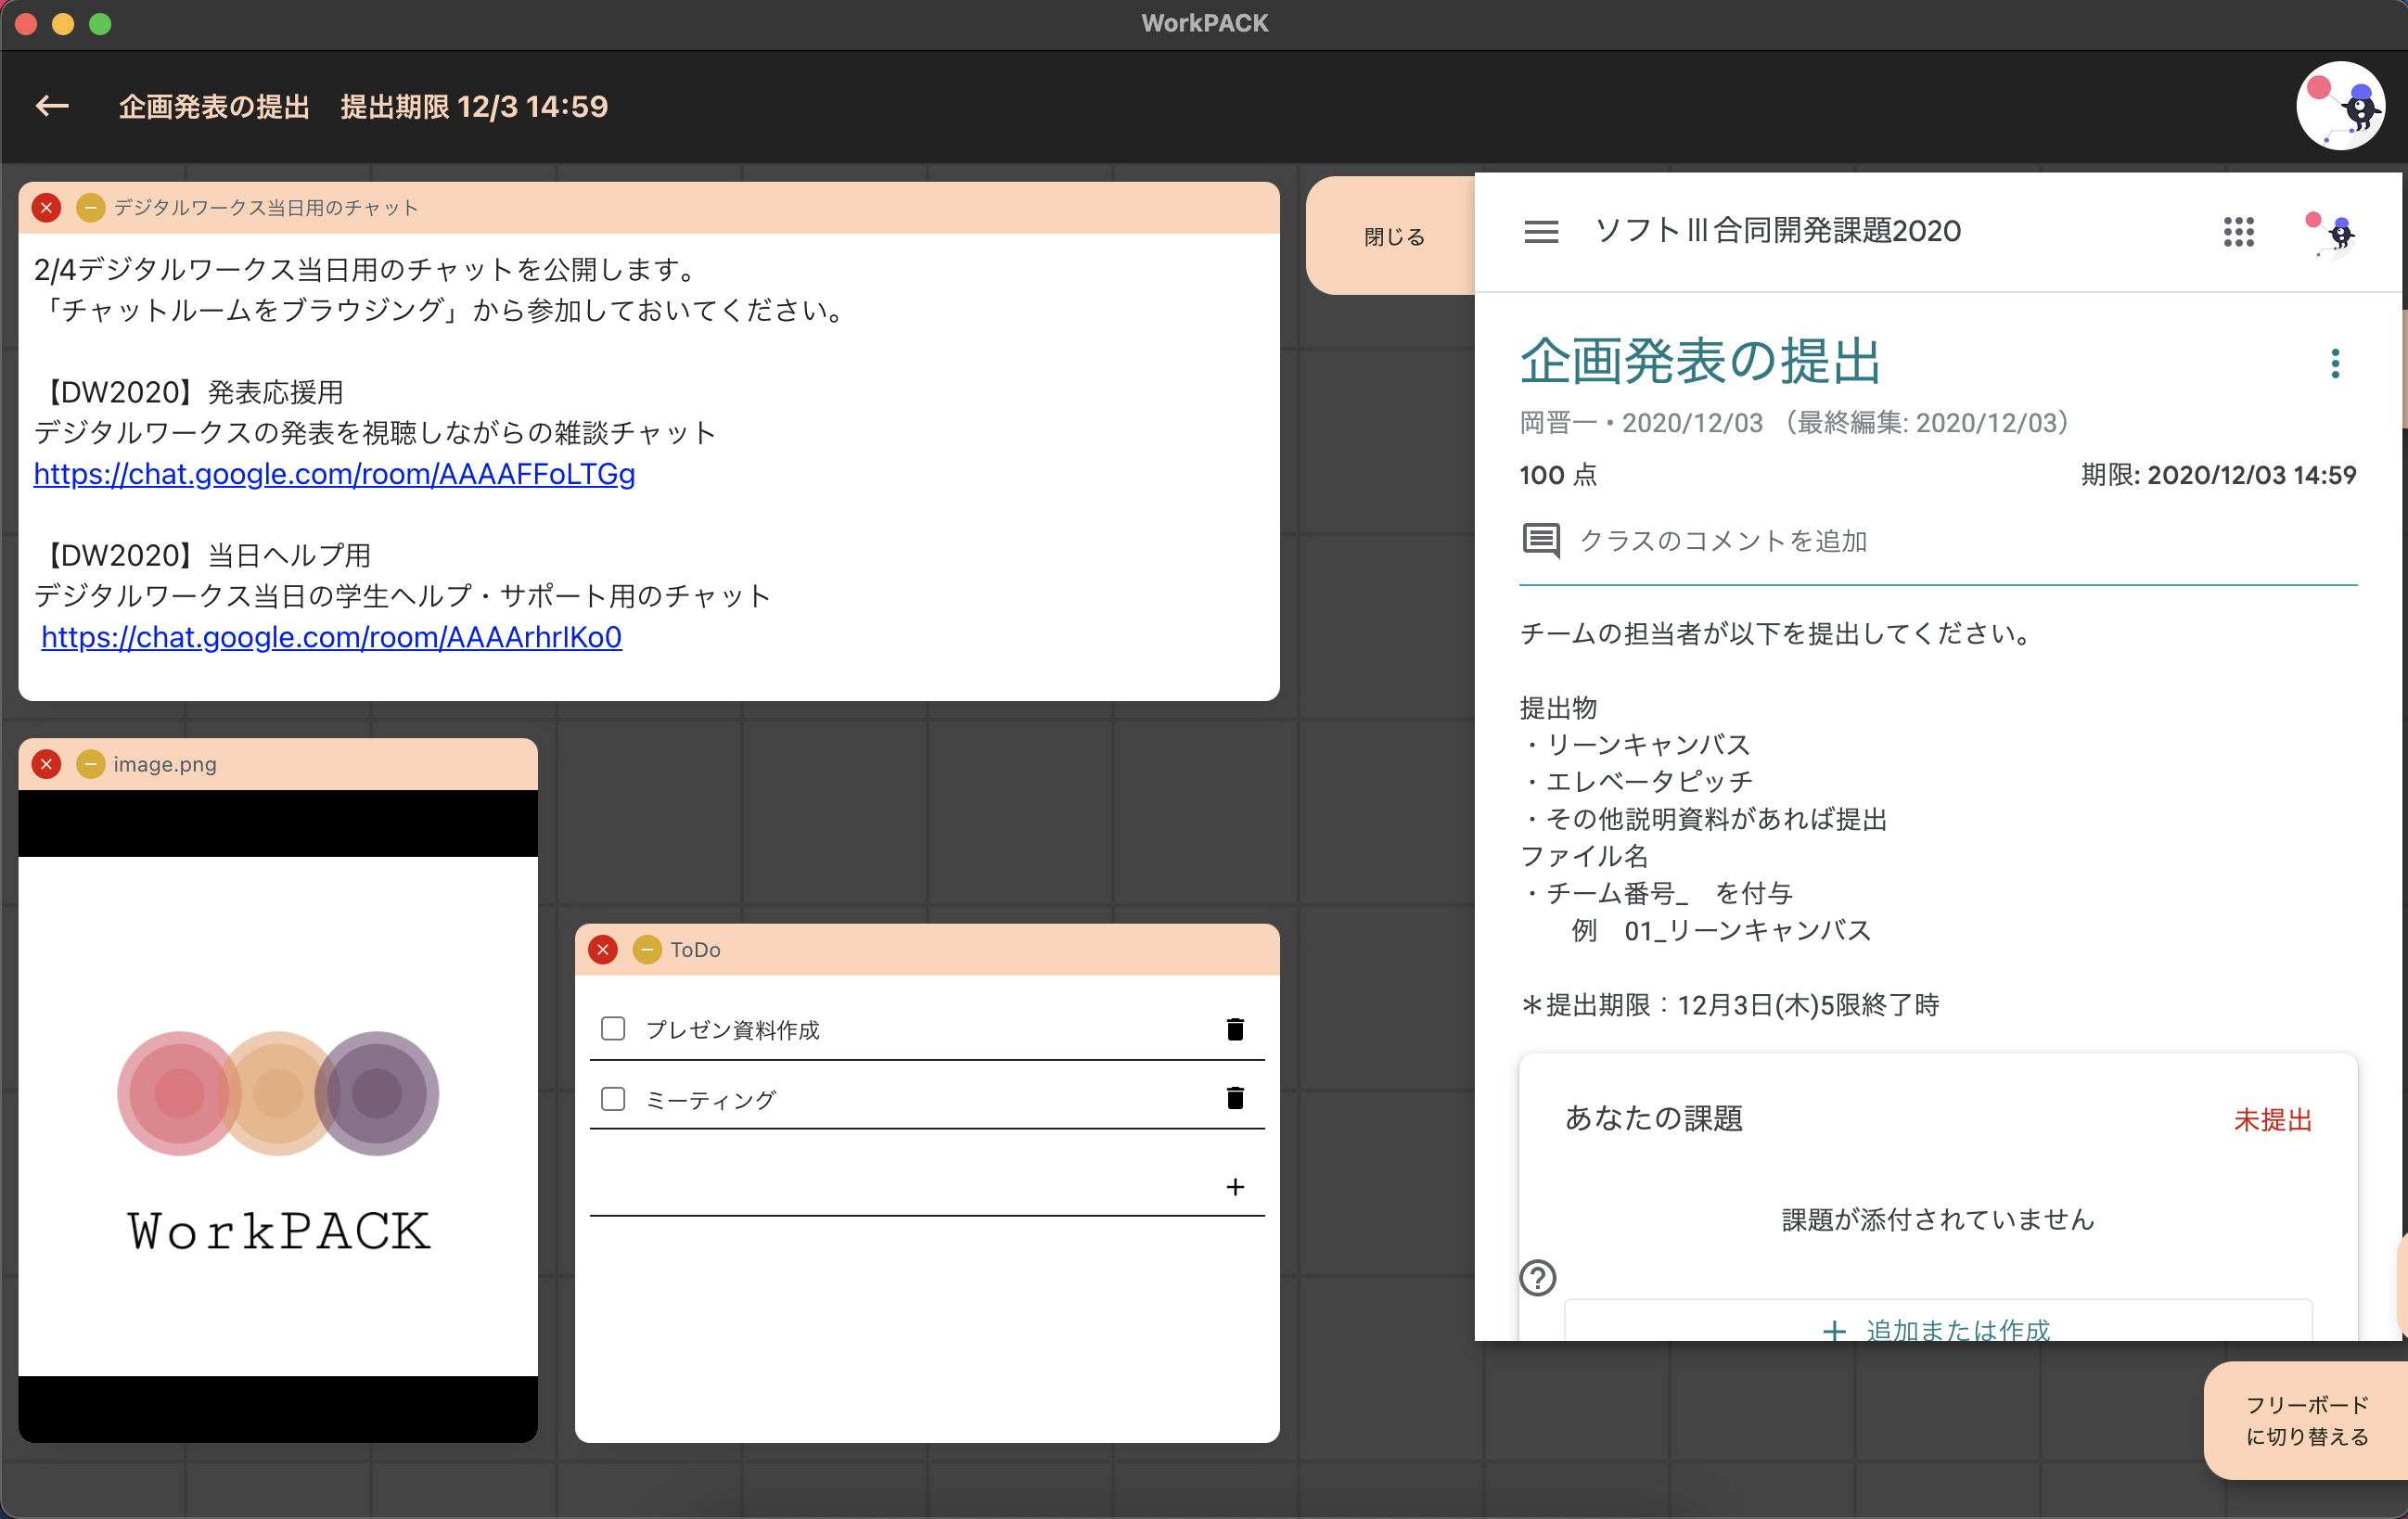 WorkPACK
企画発表の提出　提出期限 12/3 14:59
デジタルワークス当日用のチャット
2/4デジタルワークス当日用のチャットを公開します。
「チャットルームをブラウジング」から参加しておいてください。
【DW2020】発表応援用
デジタルワークスの発表を視聴しながらの雑談チャット
https://chat.google.com/room/AAAAFFoLTGg
【DW2020】当日ヘルプ用
デジタルワークス当日の学生ヘルプ・サポート用のチャット
https://chat.google.com/room/AAAArhrIKo0
image.png
WorkPACK
ToDo
プレゼン資料作成
ミーティング
+
閉じる
ソフトⅢ合同開発課題2020
企画発表の提出
岡晋一・2020/12/03 （最終編集: 2020/12/03）
100 点
期限: 2020/12/03 14:59
クラスのコメントを追加
チームの担当者が以下を提出してください。
提出物
・リーンキャンバス
・エレベータピッチ
・その他説明資料があれば提出
ファイル名
・チーム番号_　を付与
　　例　01_リーンキャンバス
＊提出期限：12月3日(木)5限終了時
あなたの課題
未提出
課題が添付されていません
+ 追加または作成
フリーボード
に切り替える